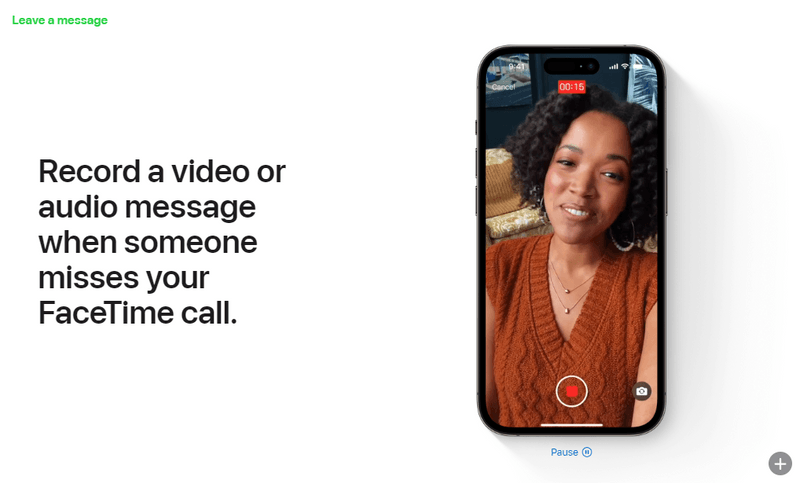 Leave a message
Record a video or
audio message
when someone
misses your
FaceTime call.
9:41
Cancel
00:15
Pause